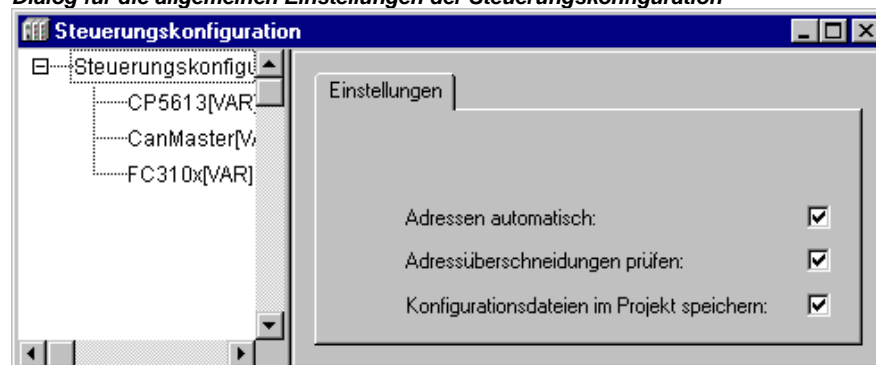 Dialog für die allgemeinen Einstellungen der Steuerungskonfiguration
Steuerungskonfiguration
Steuerungskonfigu
CP5613[VAR]
CanMaster[VA
FC310x[VAR]
Einstellungen
Adressen automatisch:
Adressüberschneidungen prüfen:
Konfigurationsdateien im Projekt speichern: